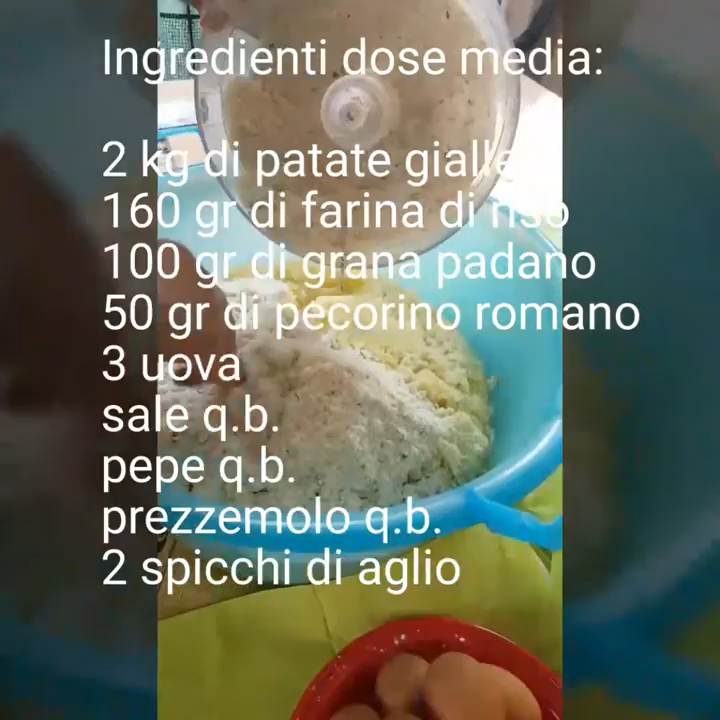 Ingredienti dose media:
2 kg di patate gialle
160 gr di farina di riso
100 gr di grana padano
50 gr di pecorino romano
3 uova
sale q.b.
pepe q.b.
prezzemolo q.b.
2 spicchi di aglio